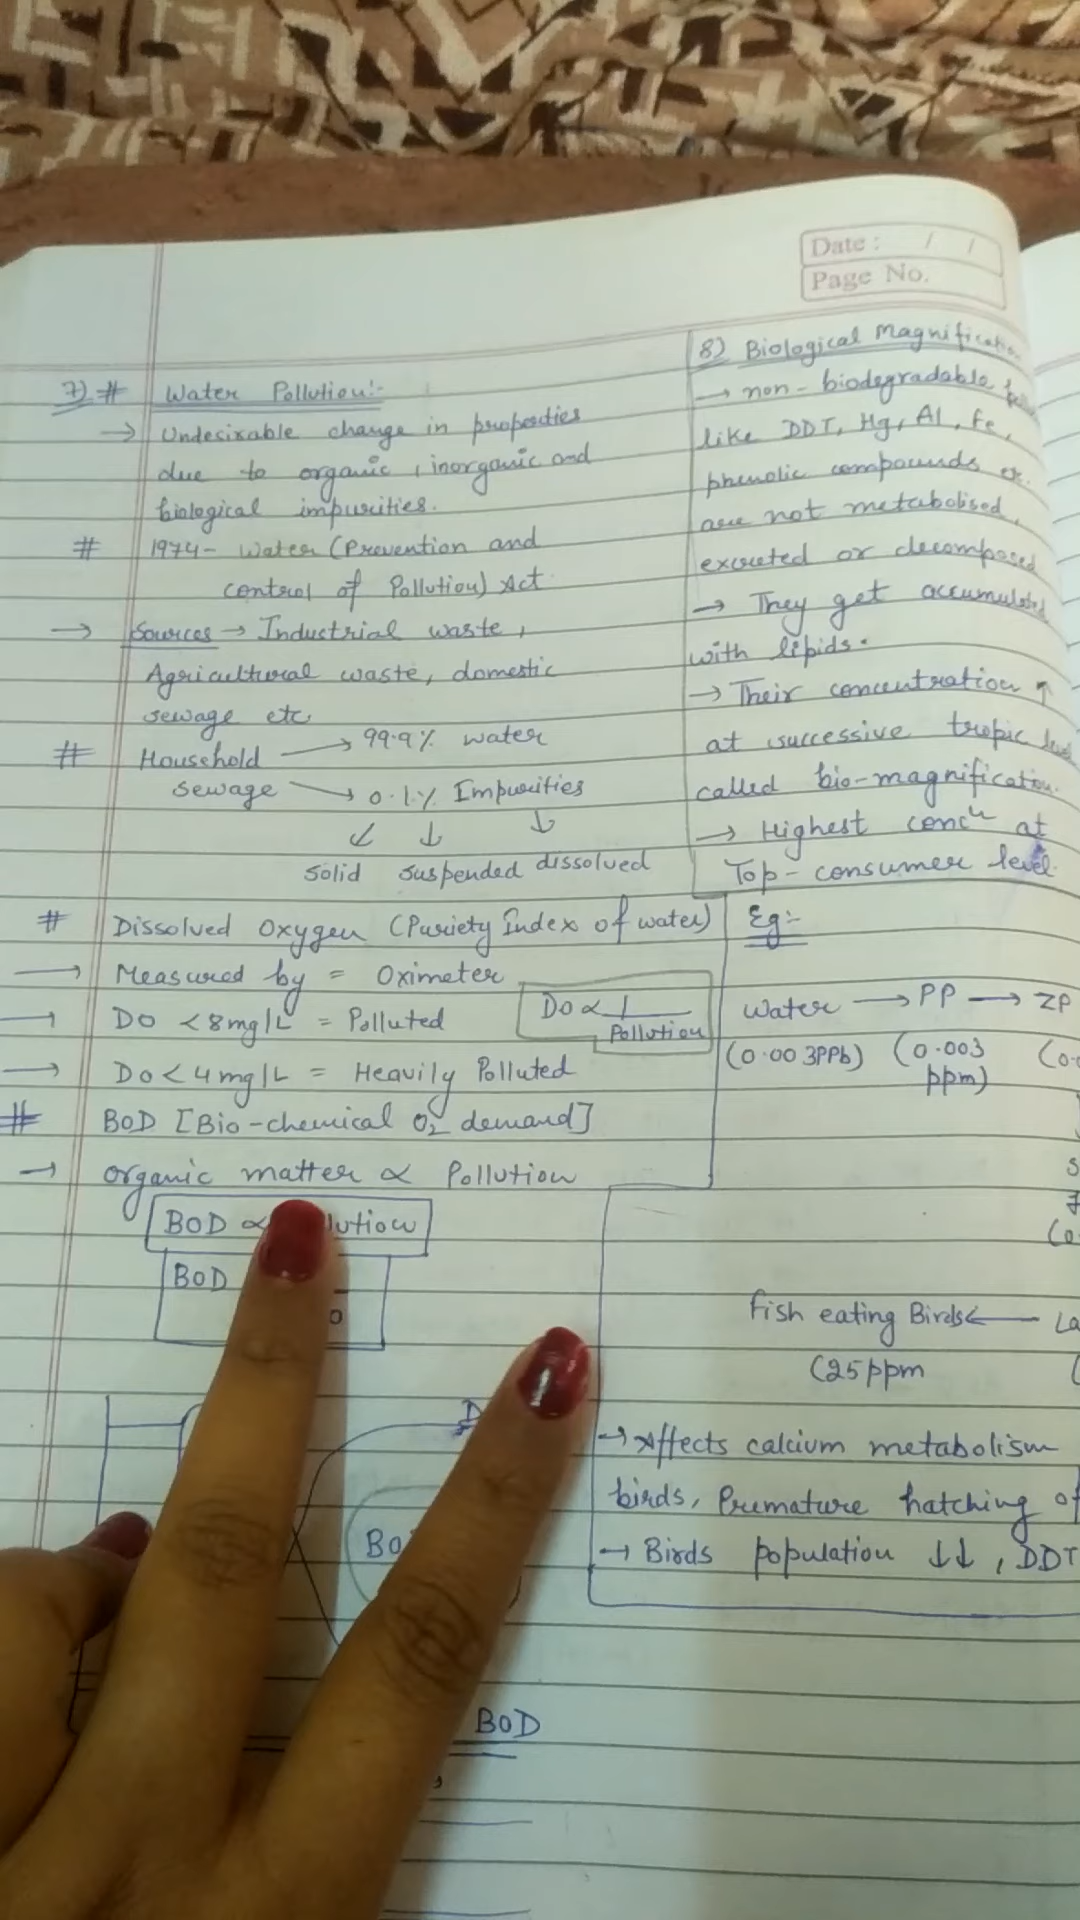 Date : / /
Page No.
7) # Water Pollution:-
→ Undesirable change in properties
due to organic, inorganic and
biological impurities.
# 1974- Water (Prevention and
control of Pollution) Act
→ Sources → Industrial waste,
Agricultural waste, domestic
sewage etc
# Household → 99.9% water
sewage → 0.1% Impurities
↙ ↓ ↓
solid suspended dissolved
# Dissolved Oxygen (Puriety Index of water)
→ Measured by = Oximeter
→ DO <8mg/L = Polluted
DO ∝ 1
Pollution
→ DO<4mg/L = Heavily Polluted
# BOD [Bio-chemical O2 demand]
→ organic matter ∝ Pollution
BOD ∝
BOD
BOD
8) Biological Magnification
→ non-biodegradable
like DDT, Hg, Al, Fe,
phenolic compounds
are not metabolised,
excreted or decomposed
→ They get accumulated
with lipids.
→ Their concentration ↑
at successive tropic
called bio-magnification.
→ Highest concn at
Top-consumer level.
Eg:-
Water → PP → ZP
(0.003PPb) (0.003
ppm)
fish eating Birds ←
(25ppm
→ Affects calcium metabolism
birds, Premature hatching of
→ Birds population ↓↓, DDT